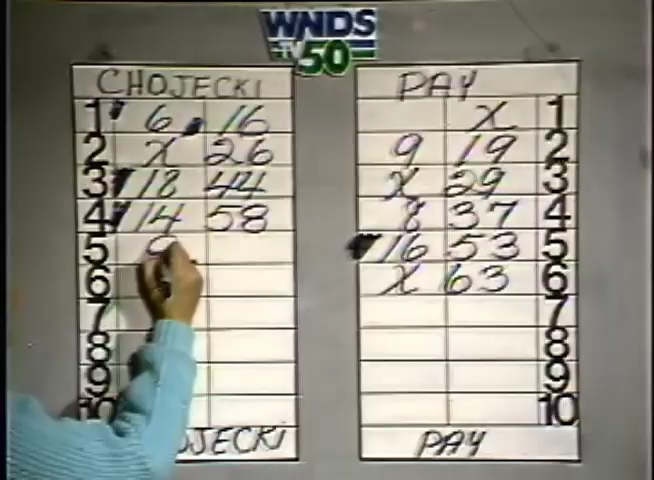 WNDS
TV 50
CHOJECKI
PAY
1 6 16
2 X 26
3 18 44
4 14 58
5 9
6
7
8
9
10
X 1
9 19 2
X 29 3
8 37 4
16 53 5
X 63 6
7
8
9
10
OJECKI
PAY